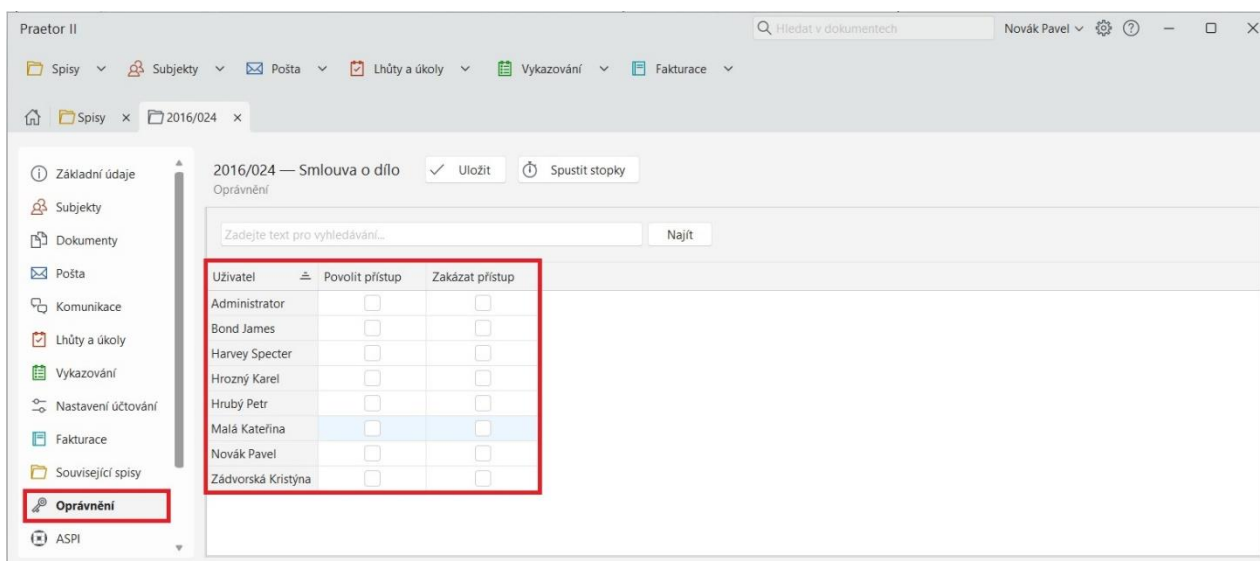 Praetor II
Hledat v dokumentech
Novák Pavel
Spisy
Subjekty
Pošta
Lhůty a úkoly
Vykazování
Fakturace
Spisy
2016/024
Základní údaje
Subjekty
Dokumenty
Pošta
Komunikace
Lhůty a úkoly
Vykazování
Nastavení účtování
Fakturace
Související spisy
Oprávnění
ASPI
2016/024 — Smlouva o dílo
Uložit
Spustit stopky
Oprávnění
Zadejte text pro vyhledávání...
Najít
Uživatel Povolit přístup Zakázat přístup
Administrator
Bond James
Harvey Specter
Hrozný Karel
Hrubý Petr
Malá Kateřina
Novák Pavel
Zádvorská Kristýna